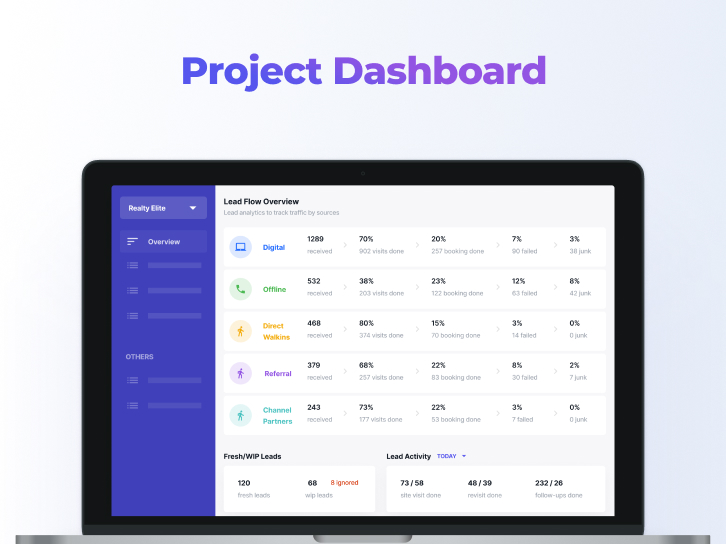 Project Dashboard
Realty Elite
Overview
OTHERS
Lead Flow Overview
Lead analytics to track traffic by sources
Digital
1289
received
70%
902 visits done
20%
257 booking done
7%
90 failed
3%
38 junk
Offline
532
received
38%
203 visits done
23%
122 booking done
12%
63 failed
8%
42 junk
Direct
Walkins
468
received
80%
374 visits done
15%
70 booking done
3%
14 failed
0%
0 junk
Referral
379
received
68%
257 visits done
22%
83 booking done
8%
30 failed
2%
7 junk
Channel
Partners
243
received
73%
177 visits done
22%
53 booking done
3%
7 failed
0%
0 junk
Fresh/WIP Leads
120
fresh leads
68
wip leads
8 Ignored
Lead Activity
TODAY
73 / 58
site visit done
48 / 39
revisit done
232 / 26
follow-ups done